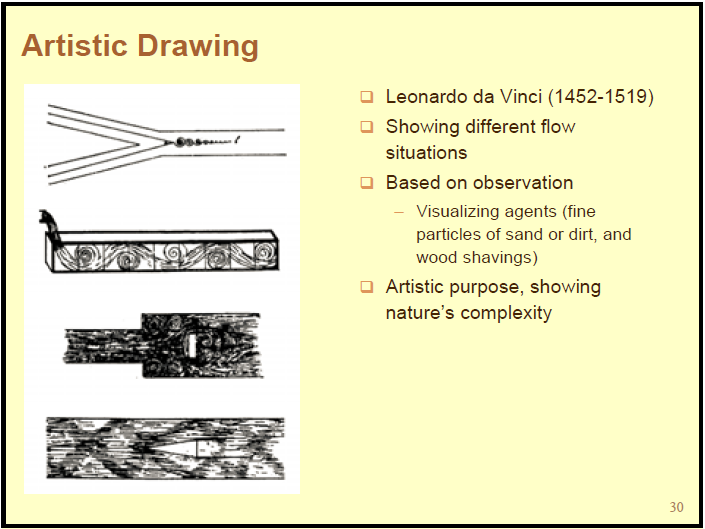 Artistic Drawing
Leonardo da Vinci (1452-1519)
Showing different flow
situations
Based on observation
– Visualizing agents (fine
particles of sand or dirt, and
wood shavings)
Artistic purpose, showing
nature's complexity
30